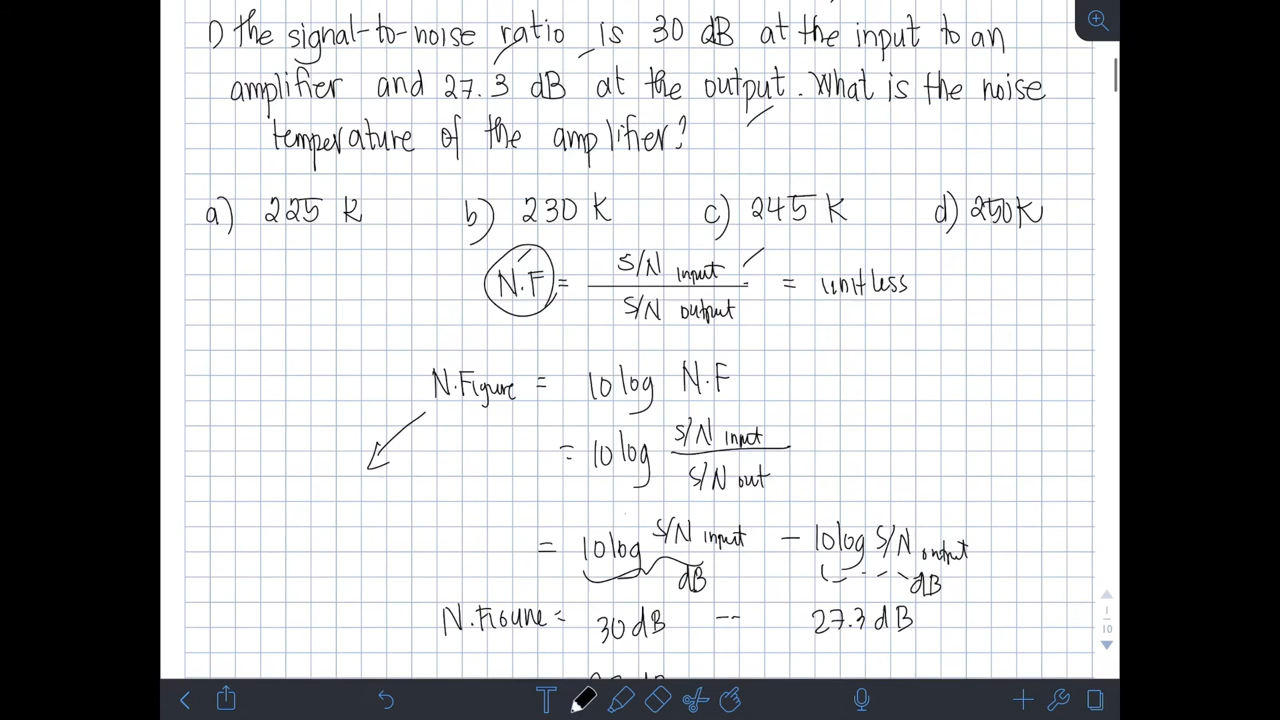 1) The signal-to-noise ratio is 30 dB at the input to an
amplifier and 27.3 dB at the output. What is the noise
temperature of the amplifier?
a) 225 K b) 230 K c) 245 K d) 250K
N.F = S/N input / S/N output = unitless
N.Figure = 10 log N.F
= 10 log S/N input / S/N out
= 10 log S/N input - 10 log S/N output
dB dB
N.Figure = 30 dB -- 27.3 dB
1
10
T